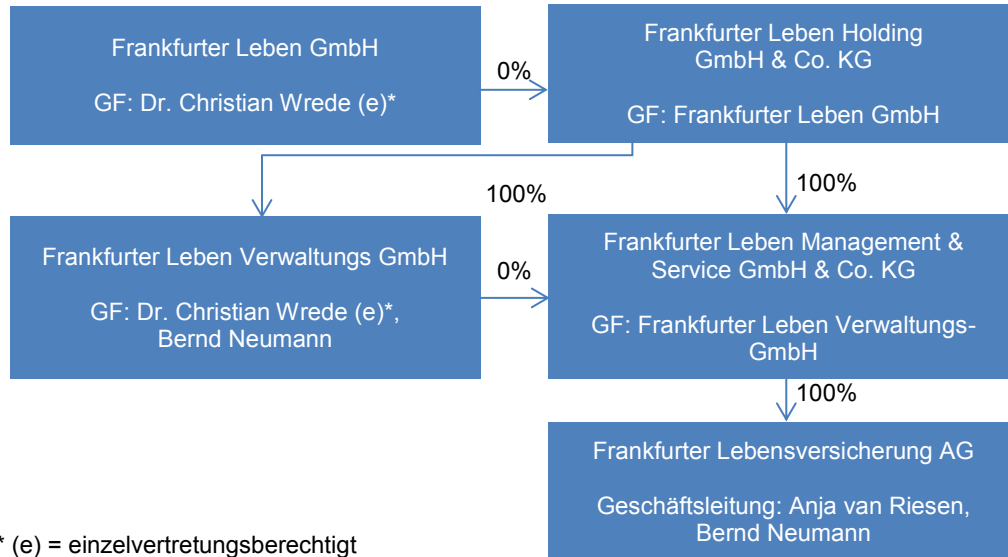 Frankfurter Leben GmbH
GF: Dr. Christian Wrede (e)*
0%
Frankfurter Leben Holding
GmbH & Co. KG
GF: Frankfurter Leben GmbH
100%
100%
Frankfurter Leben Verwaltungs GmbH
GF: Dr. Christian Wrede (e)*,
Bernd Neumann
0%
Frankfurter Leben Management &
Service GmbH & Co. KG
GF: Frankfurter Leben Verwaltungs-
GmbH
100%
Frankfurter Lebensversicherung AG
Geschäftsleitung: Anja van Riesen,
Bernd Neumann
* (e) = einzelvertretungsberechtigt